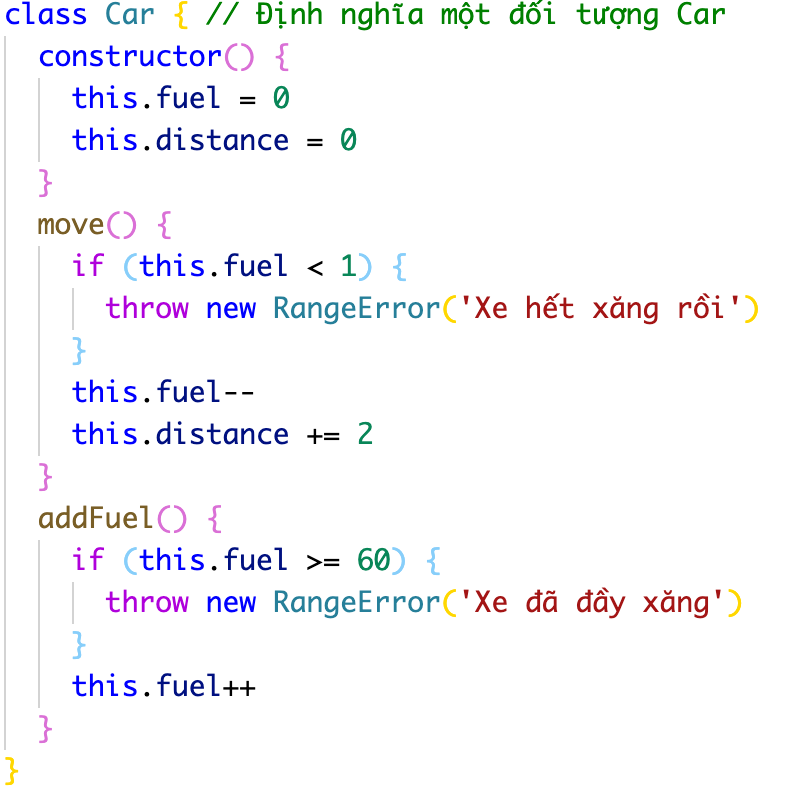 class Car { // Định nghĩa một đối tượng Car
  constructor() {
    this.fuel = 0
    this.distance = 0
  }
  move() {
    if (this.fuel < 1) {
      throw new RangeError('Xe hết xăng rồi')
    }
    this.fuel--
    this.distance += 2
  }
  addFuel() {
    if (this.fuel >= 60) {
      throw new RangeError('Xe đã đầy xăng')
    }
    this.fuel++
  }
}